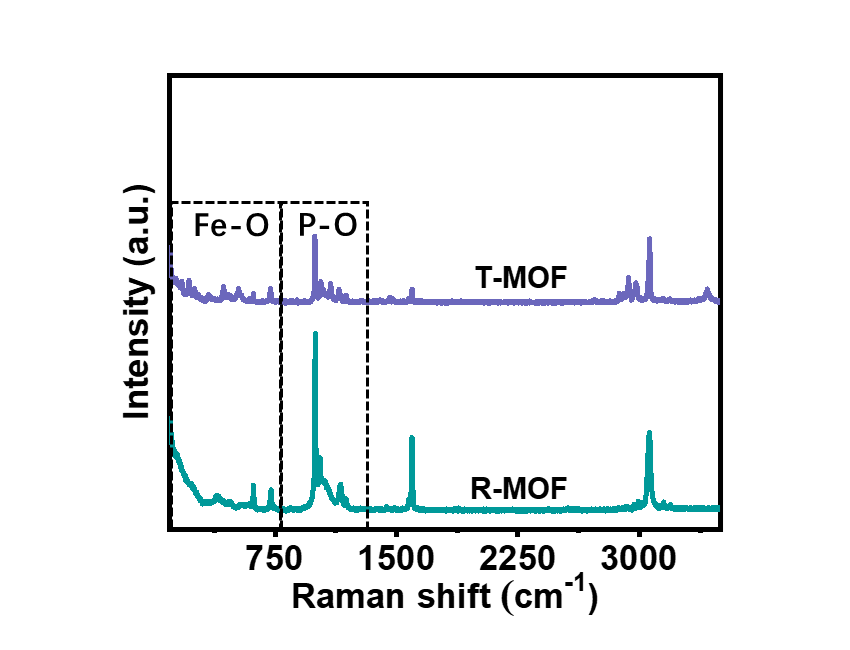 Intensity (a.u.)
Fe-O P-O
T-MOF
R-MOF
750 1500 2250 3000
Raman shift (cm⁻¹)